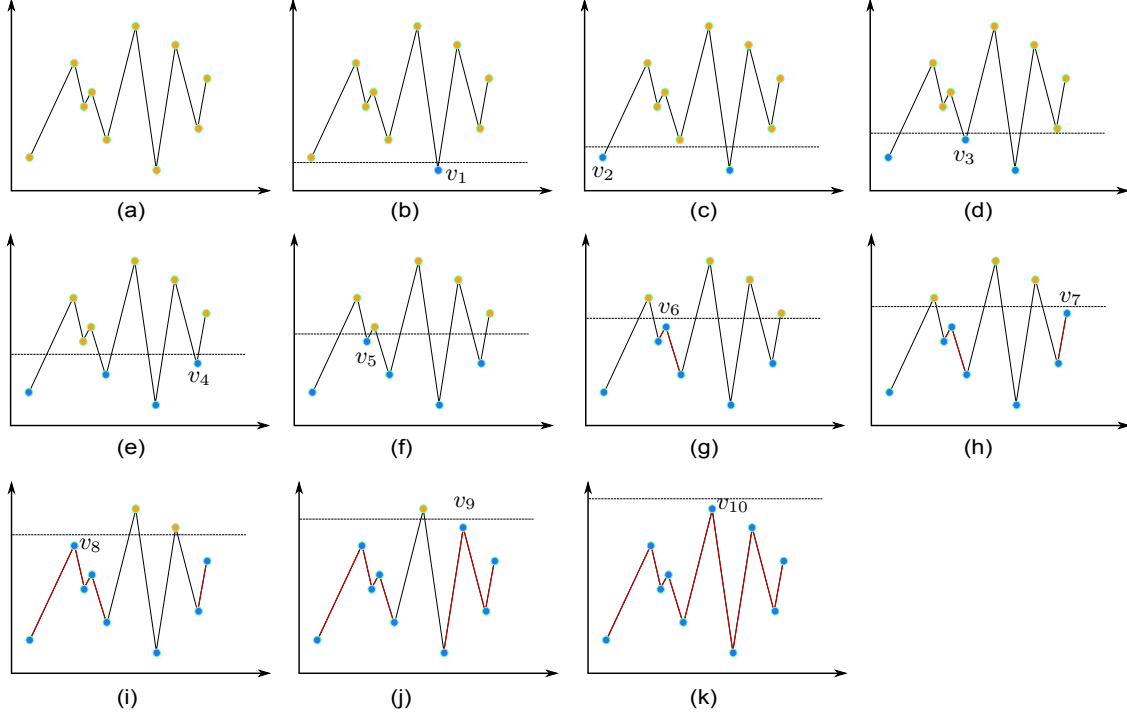 v1
(a) (b) (c) (d)
v2
v3
v4
v5
v6
v7
(e) (f) (g) (h)
v8
v9
v10
(i) (j) (k)